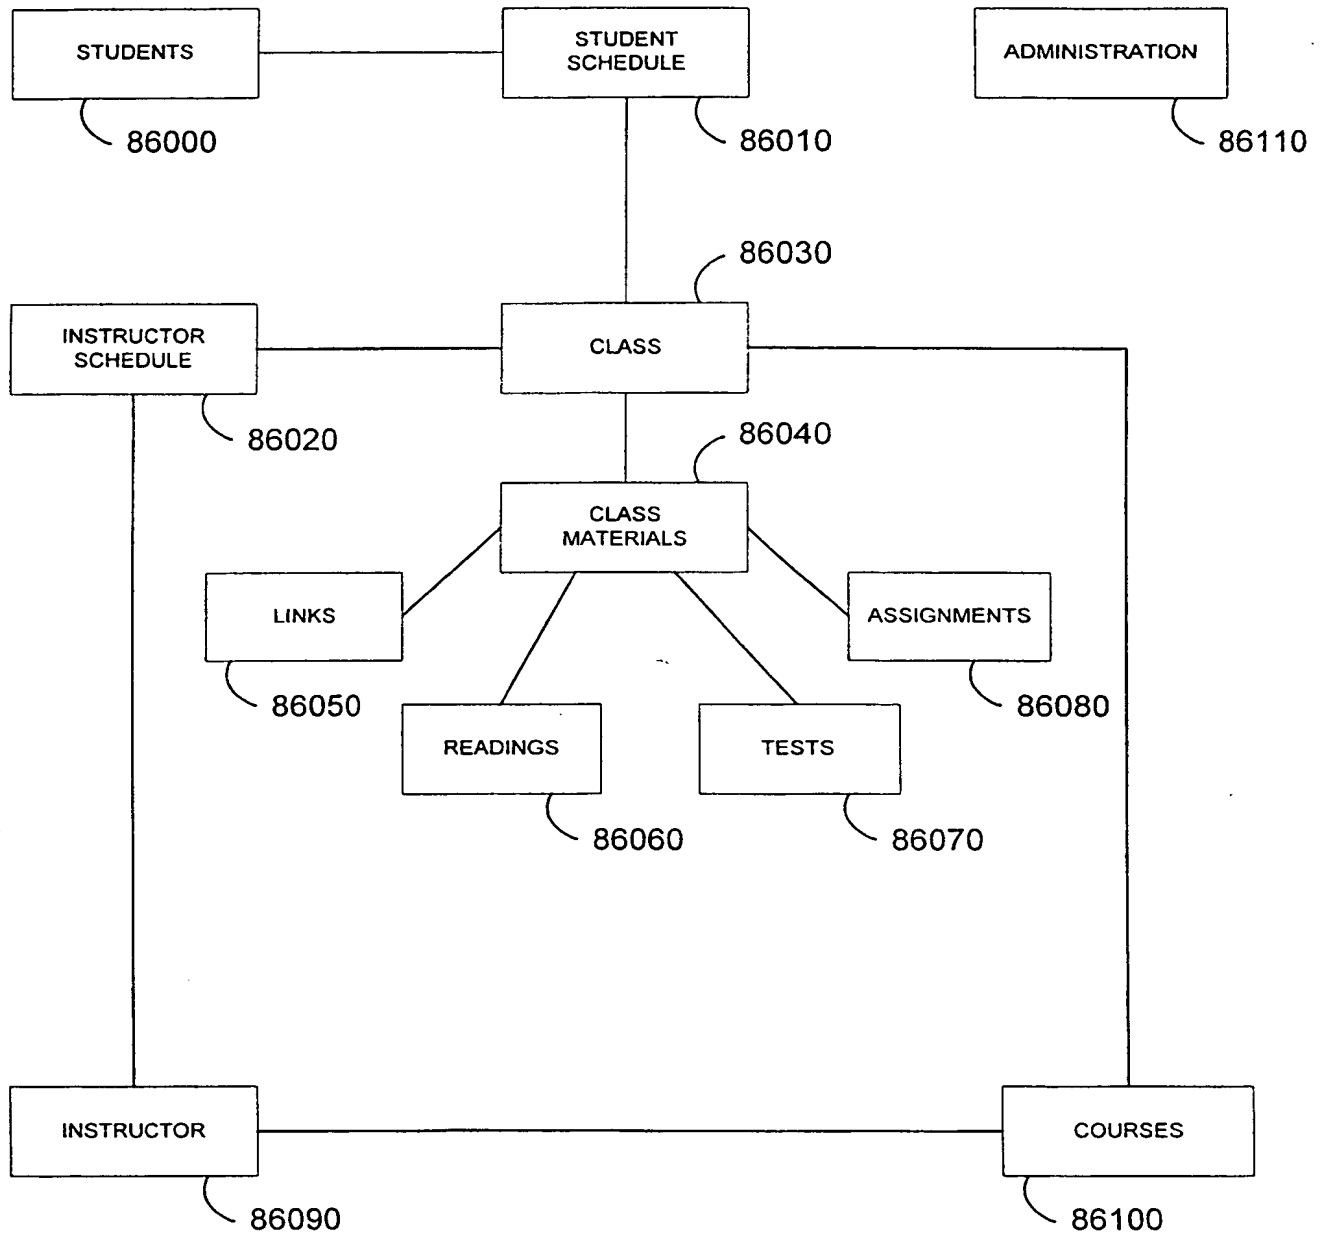 STUDENTS
STUDENT
SCHEDULE
ADMINISTRATION
86000
86010
86110
86030
INSTRUCTOR
SCHEDULE
CLASS
86020
86040
CLASS
MATERIALS
LINKS
ASSIGNMENTS
86050
86080
READINGS
TESTS
86060
86070
INSTRUCTOR
COURSES
86090
86100